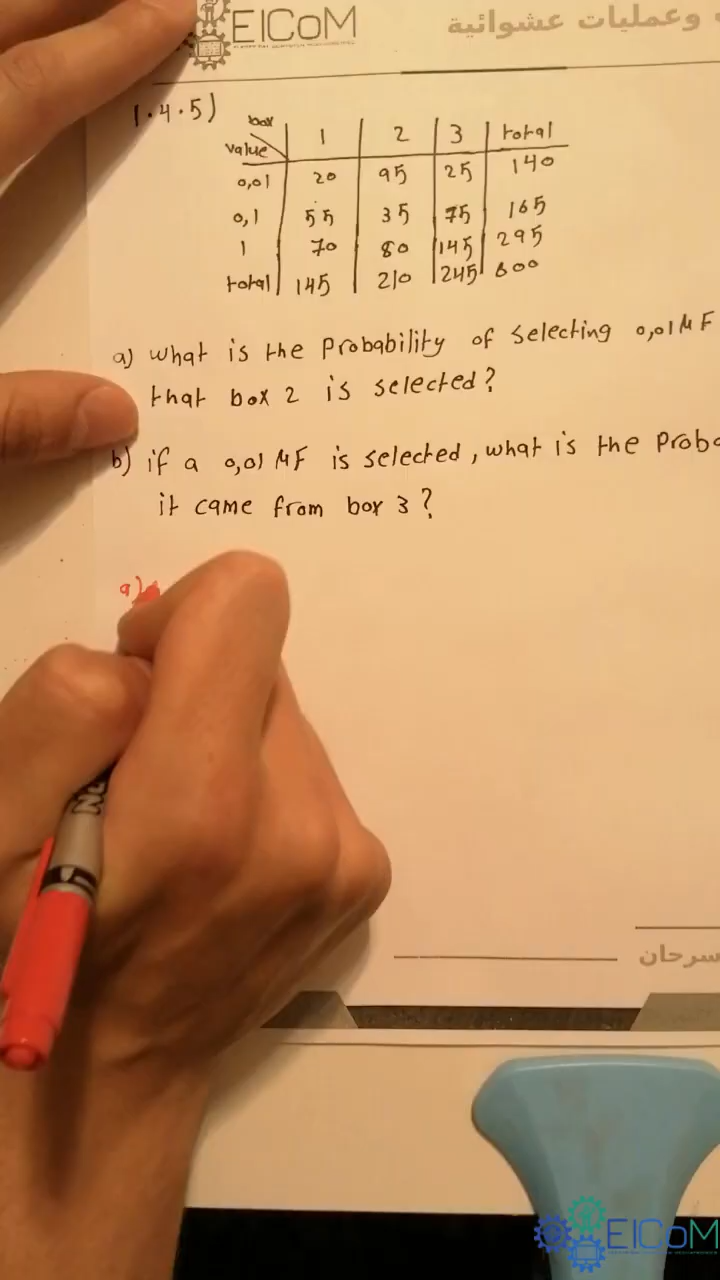 EICoM
وعمليات عشوائية
1.4.5)
box 1 2 3 total
value
0,01 20 95 25 140
0,1 55 35 75 165
1 70 80 145 295
total 145 210 245 600
a) what is the probability of selecting 0,01 MF
that box 2 is selected?
b) if a 0,01 MF is selected, what is the Proba
it came from box 3?
a)
سرحان
EICoM